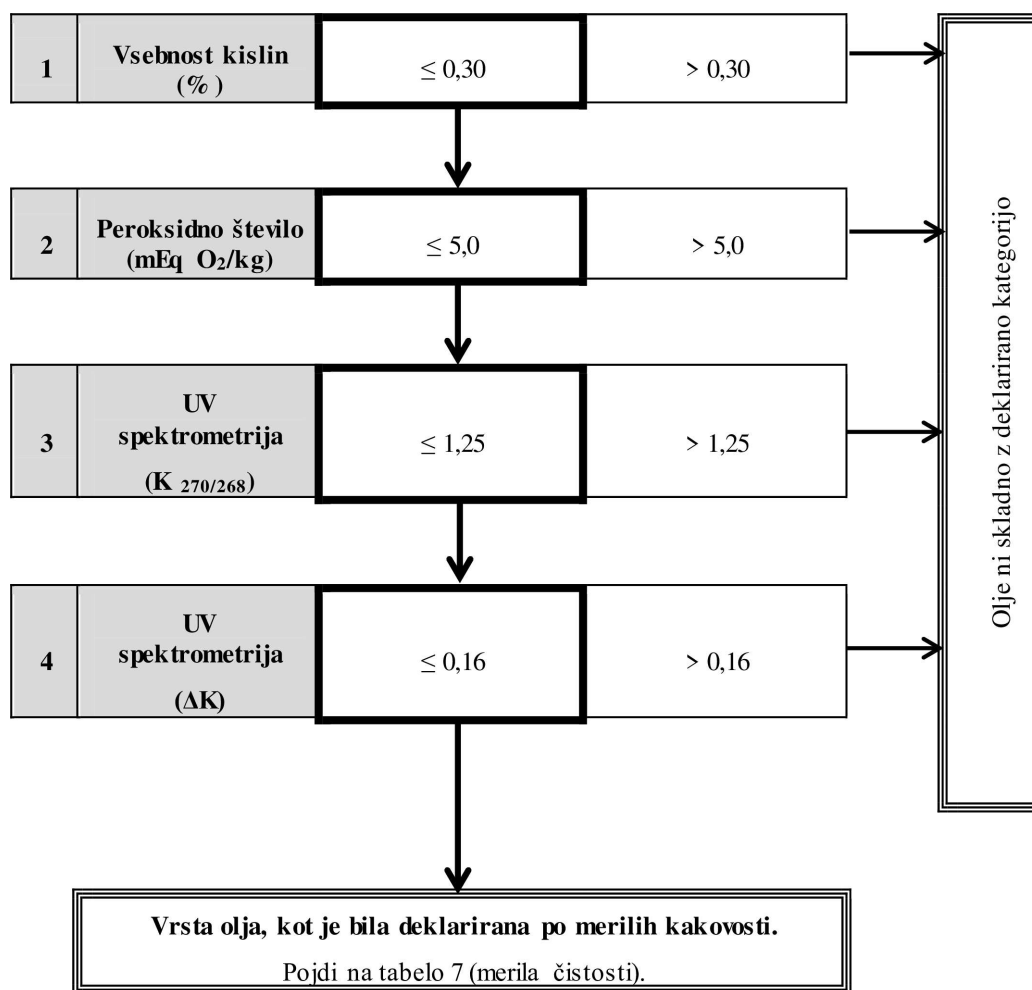 1
Vsebnost kislin
(% )
≤ 0,30
> 0,30
2
Peroksidno število
(mEq O₂/kg)
≤ 5,0
> 5,0
3
UV
spektrometrija
(K 270/268)
≤ 1,25
> 1,25
4
UV
spektrometrija
(ΔK)
≤ 0,16
> 0,16
Olje ni skladno z deklarirano kategorijo
Vrsta olja, kot je bila deklarirana po merilih kakovosti.
Pojdi na tabelo 7 (merila čistosti).